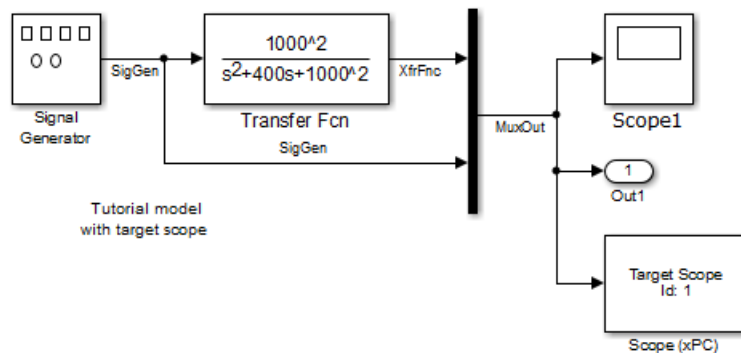 1000^2
s²+400s+1000^2
SigGen
XfrFnc
Signal
Generator
Transfer Fcn
SigGen
MuxOut
Scope1
1
Out1
Tutorial model
with target scope
Target Scope
Id: 1
Scope (xPC)